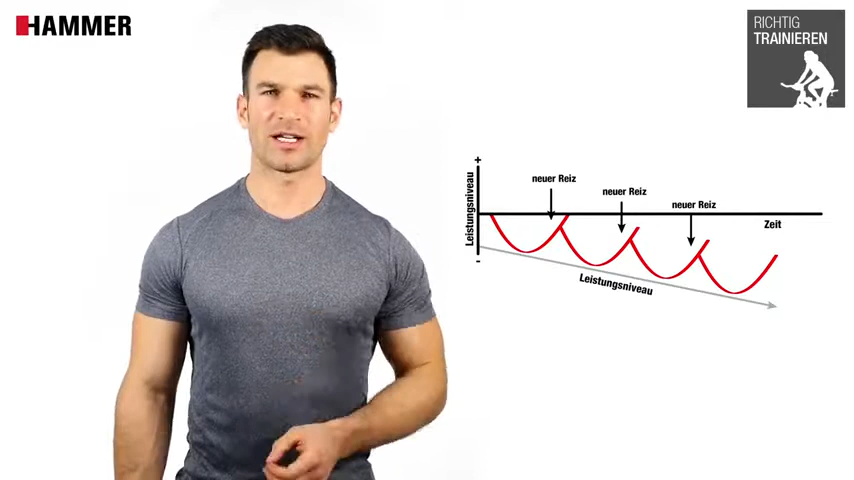 HAMMER
RICHTIG
TRAINIEREN
+
neuer Reiz
neuer Reiz
neuer Reiz
Leistungsniveau
Zeit
-
Leistungsniveau